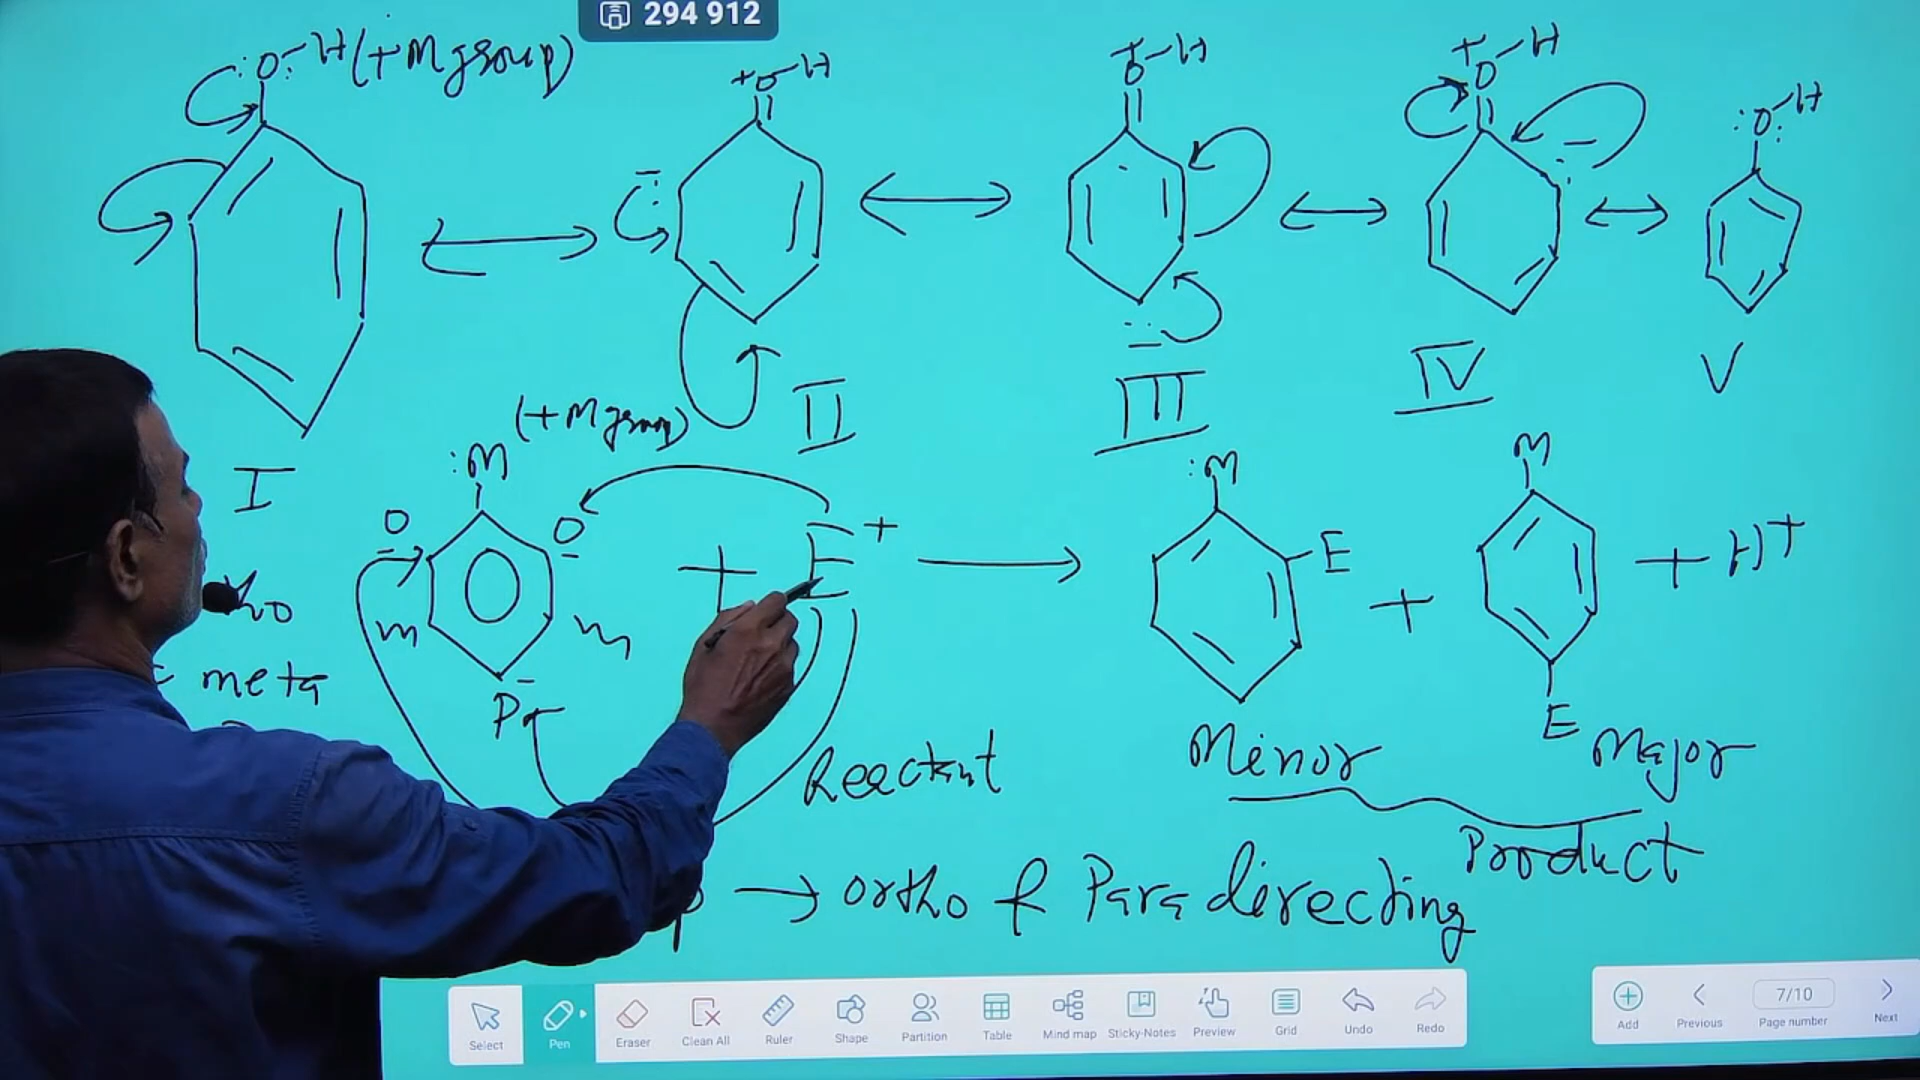 294 912
:O:-H (+M group)
+O-H
+O-H
+O-H
:O:-H
I
II
III
IV
V
(+M group)
:M
O
O
m
m
P
+ E+
:M
E
+
M
E
+ H+
meta
Reactant
Minor
Major
Product
→ ortho & Para directing
Select
Pen
Eraser
Clean All
Ruler
Shape
Partition
Table
Mind map
Sticky-Notes
Preview
Grid
Undo
Redo
Add
Previous
7/10
Page number
Next